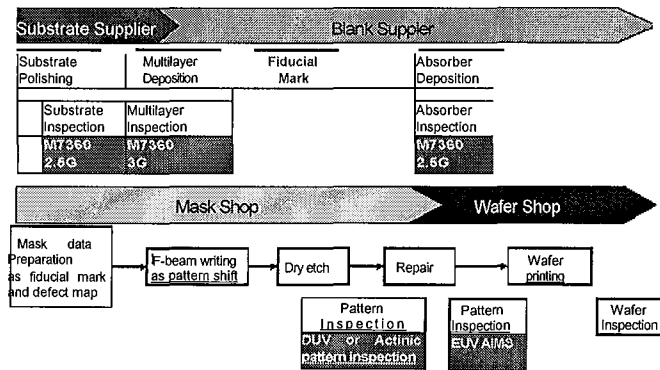 Substrate Supplier
Blank Suppier
Substrate
Polishing
Multilayer
Deposition
Fiducial
Mark
Absorber
Deposition
Substrate
Inspection
Multilayer
Inspection
Absorber
Inspection
M7360
2.5G
M7360
3G
M7360
2.5G
Mask Shop
Wafer Shop
Mask data
Preparation
as fiducial mark
and defect map
E-beam writing
as pattern shift
Dry etch
Repair
Wafer
printing
Pattern
Inspection
DUV or Actinic
pattern inspection
Pattern
Inspection
EUV AIMS
Wafer
Inspection